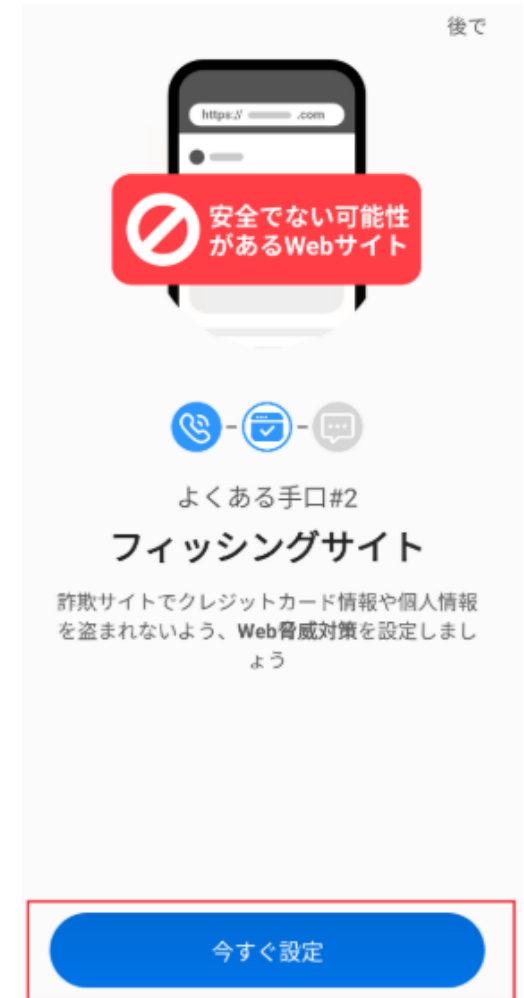 後で
https:// .com
安全でない可能性
があるWebサイト
よくある手口#2
フィッシングサイト
詐欺サイトでクレジットカード情報や個人情報
を盗まれないよう、Web脅威対策を設定しまし
ょう
今すぐ設定